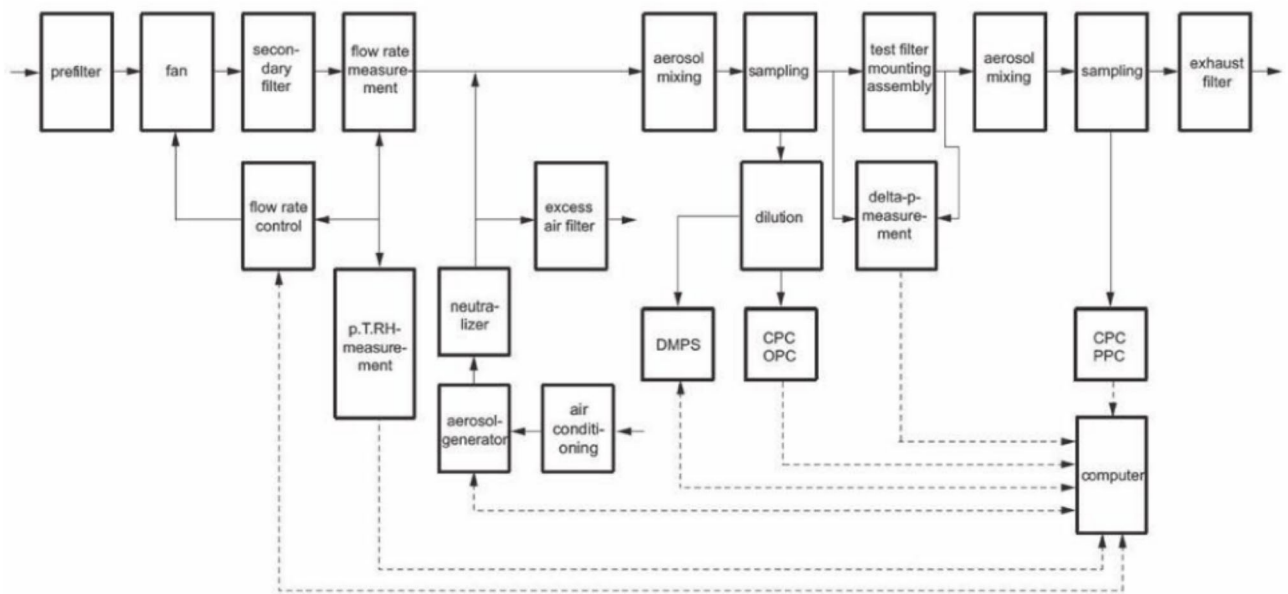 prefilter
fan
secon-
dary
filter
flow rate
measure-
ment
aerosol
mixing
sampling
test filter
mounting
assembly
aerosol
mixing
sampling
exhaust
filter
flow rate
control
excess
air filter
dilution
delta-p-
measure-
ment
p.T.RH-
measure-
ment
neutra-
lizer
DMPS
CPC
OPC
CPC
PPC
aerosol-
generator
air
conditi-
oning
computer